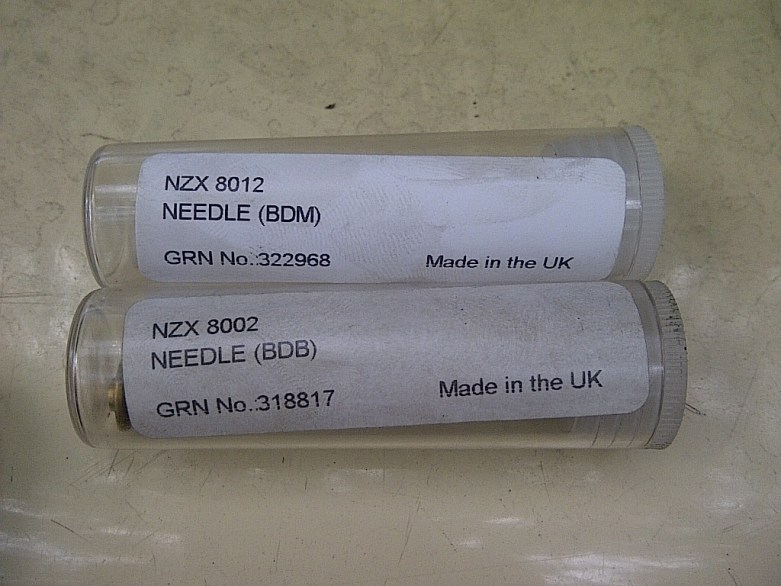 NZX 8012
NEEDLE (BDM)
GRN No.:322968 Made in the UK
NZX 8002
NEEDLE (BDB)
GRN No.:318817 Made in the UK